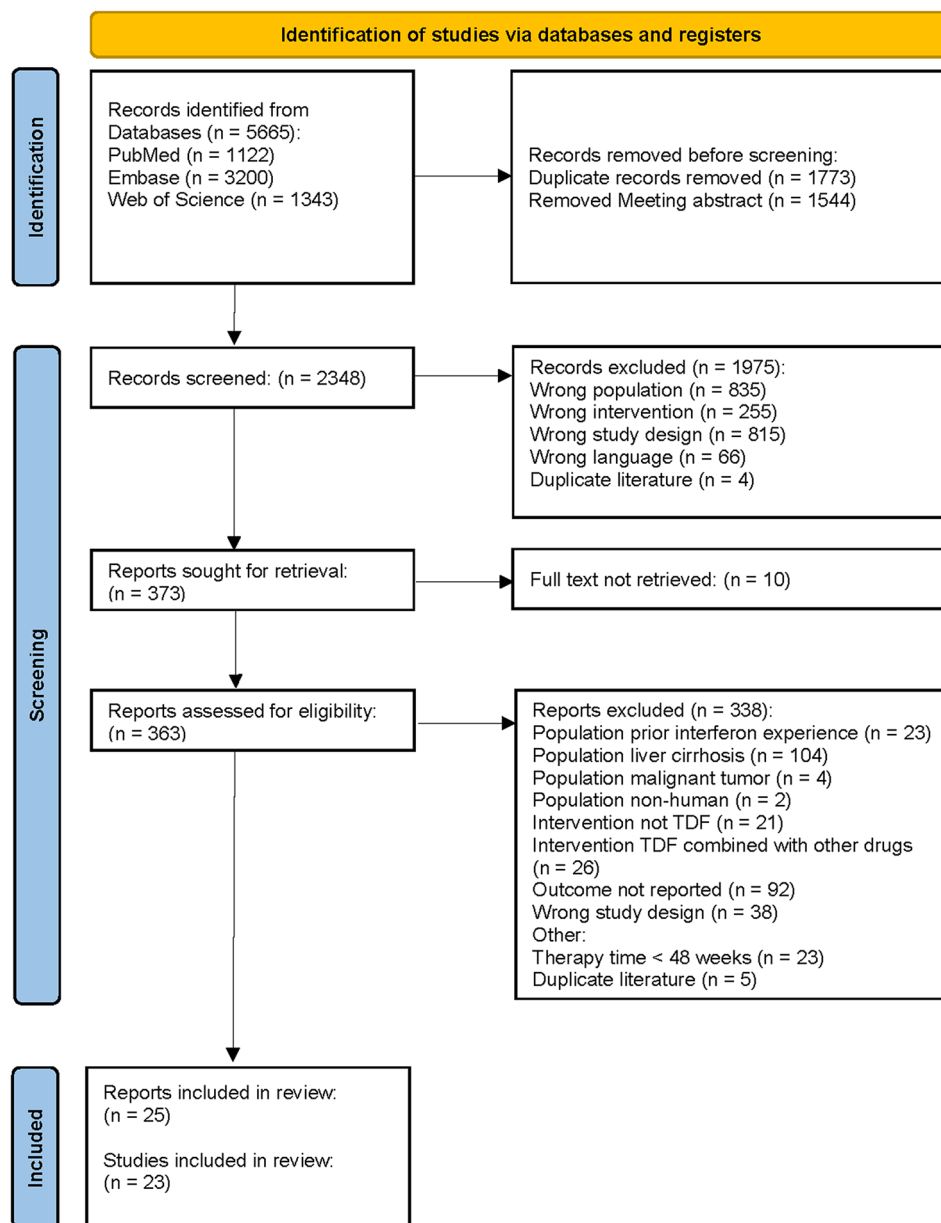 Identification of studies via databases and registers
Identification
Records identified from
Databases (n = 5665):
PubMed (n = 1122)
Embase (n = 3200)
Web of Science (n = 1343)
Records removed before screening:
Duplicate records removed (n = 1773)
Removed Meeting abstract (n = 1544)
Screening
Records screened: (n = 2348)
Records excluded (n = 1975):
Wrong population (n = 835)
Wrong intervention (n = 255)
Wrong study design (n = 815)
Wrong language (n = 66)
Duplicate literature (n = 4)
Reports sought for retrieval:
(n = 373)
Full text not retrieved: (n = 10)
Reports assessed for eligibility:
(n = 363)
Reports excluded (n = 338):
Population prior interferon experience (n = 23)
Population liver cirrhosis (n = 104)
Population malignant tumor (n = 4)
Population non-human (n = 2)
Intervention not TDF (n = 21)
Intervention TDF combined with other drugs
(n = 26)
Outcome not reported (n = 92)
Wrong study design (n = 38)
Other:
Therapy time < 48 weeks (n = 23)
Duplicate literature (n = 5)
Included
Reports included in review:
(n = 25)
Studies included in review:
(n = 23)